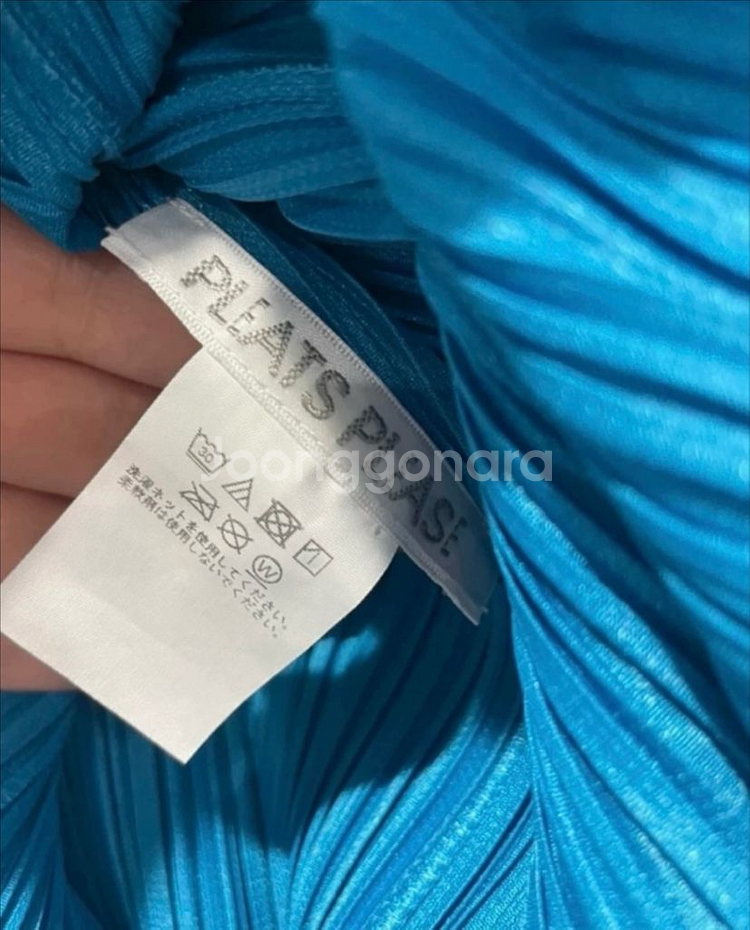 PLEATS PLEASE
30
W
洗濯ネットを使用してください。
柔軟剤は使用しないでください。
Joonggonara